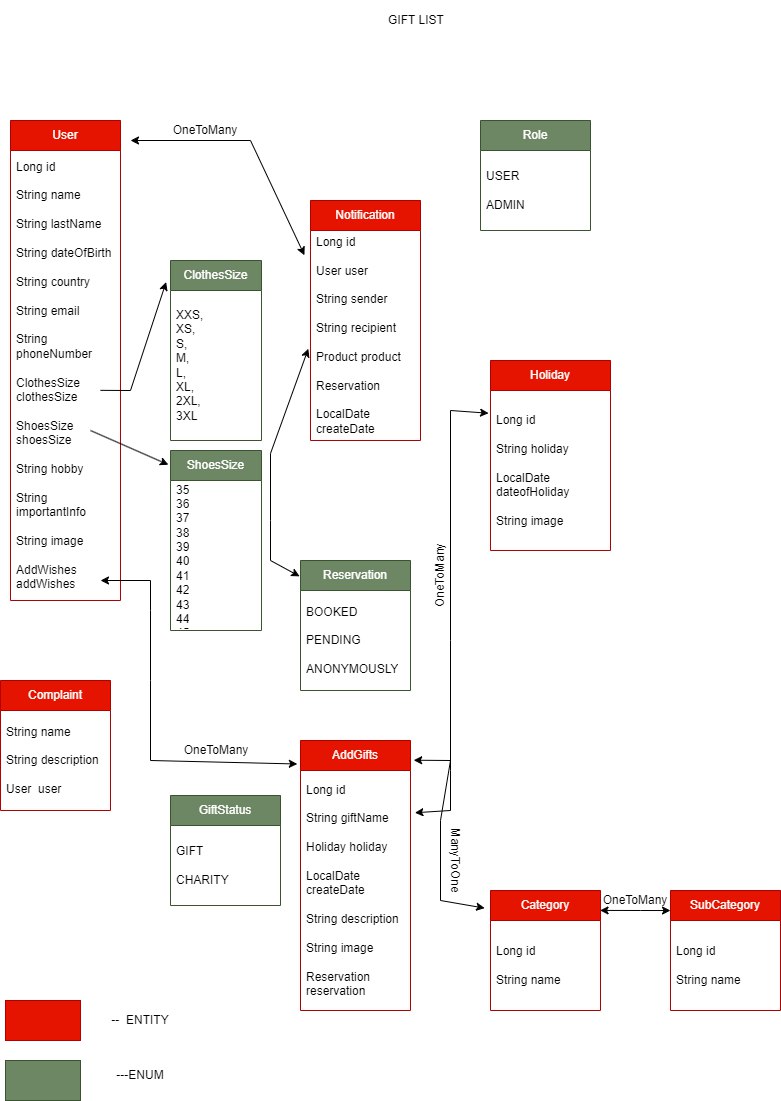 GIFT LIST
User
Long id
String name
String lastName
String dateOfBirth
String country
String email
String
phoneNumber
ClothesSize
clothesSize
ShoesSize
shoesSize
String hobby
String
importantInfo
String image
AddWishes
addWishes
OneToMany
Role
USER
ADMIN
Notification
Long id
User user
String sender
String recipient
Product product
Reservation
LocalDate
createDate
ClothesSize
XXS,
XS,
S,
M,
L,
XL,
2XL,
3XL
ShoesSize
35
36
37
38
39
40
41
42
43
44
Holiday
Long id
String holiday
LocalDate
dateofHoliday
String image
OneToMany
Reservation
BOOKED
PENDING
ANONYMOUSLY
Complaint
String name
String description
User  user
OneToMany
AddGifts
Long id
String giftName
Holiday holiday
LocalDate
createDate
String description
String image
Reservation
reservation
GiftStatus
GIFT
CHARITY
ManyToOne
Category
Long id
String name
OneToMany
SubCategory
Long id
String name
--  ENTITY
---ENUM